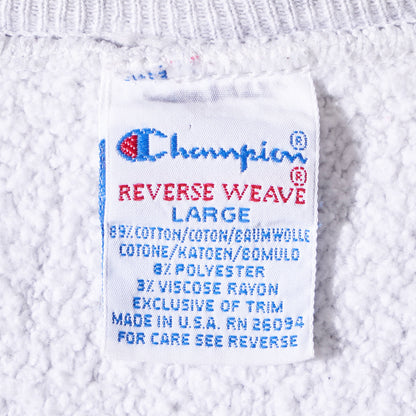 Champion®
REVERSE WEAVE®
LARGE
89% COTTON/COTON/BAUMWOLLE
COTONE/KATOEN/BOMULD
8% POLYESTER
3% VISCOSE RAYON
EXCLUSIVE OF TRIM
MADE IN U.S.A. RN 26094
FOR CARE SEE REVERSE